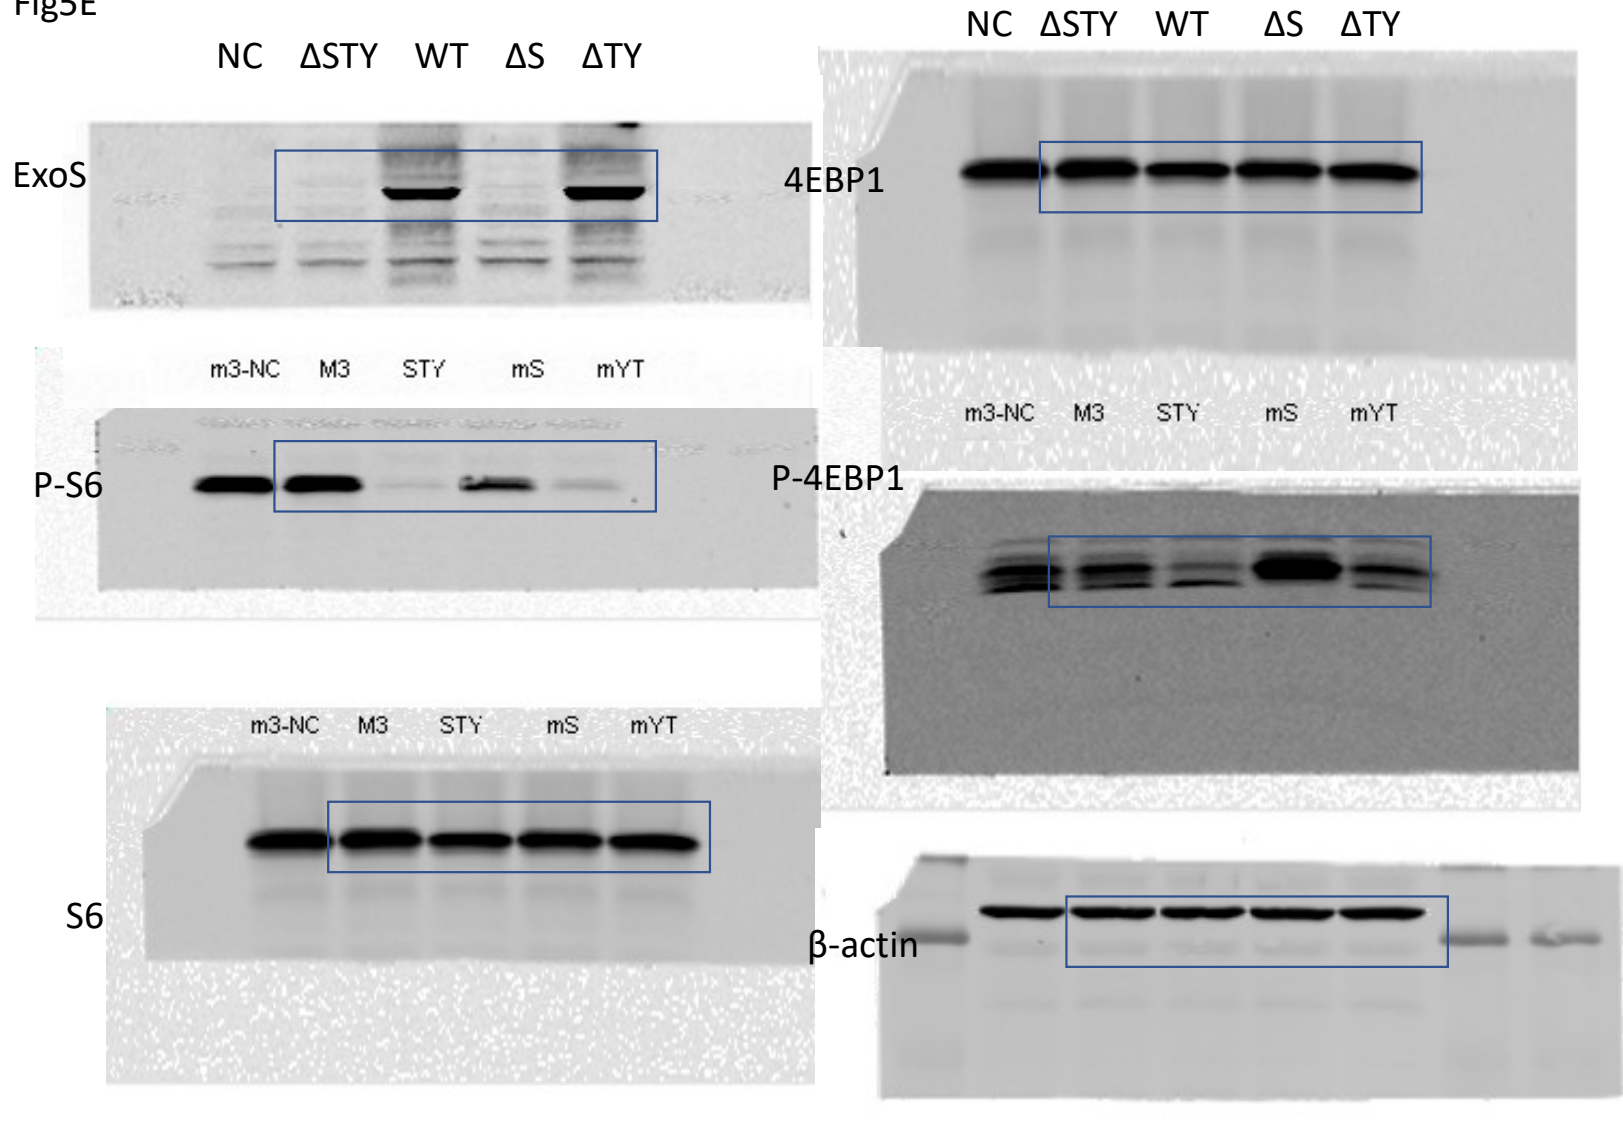 Fig5E
NC ΔSTY WT ΔS ΔTY
ExoS
m3-NC M3 STY mS mYT
P-S6
m3-NC M3 STY mS mYT
S6
NC ΔSTY WT ΔS ΔTY
4EBP1
m3-NC M3 STY mS mYT
P-4EBP1
β-actin